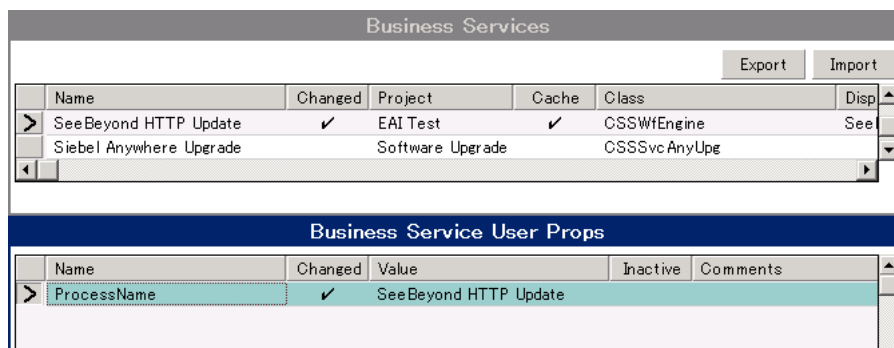 Business Services
Export Import
Name Changed Project Cache Class Disp
SeeBeyond HTTP Update ✔ EAI Test ✔ CSSWfEngine
Siebel Anywhere Upgrade Software Upgrade CSSSvcAnyUpg
Business Service User Props
Name Changed Value Inactive Comments
ProcessName ✔ SeeBeyond HTTP Update